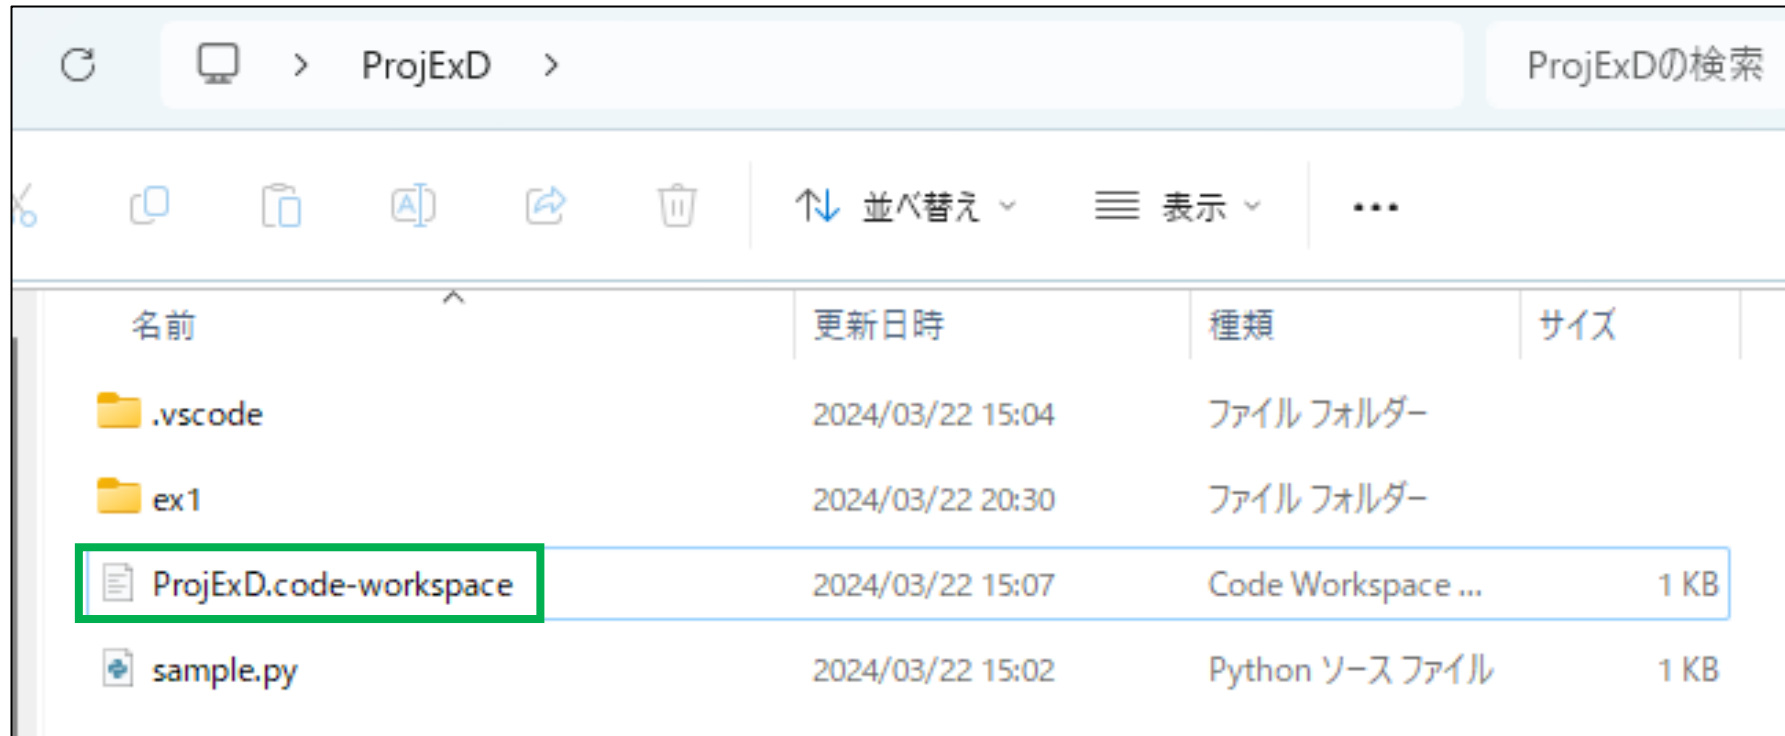 ProjExD ProjExDの検索
並べ替え 表示 ...
名前 更新日時 種類 サイズ
.vscode 2024/03/22 15:04 ファイル フォルダー
ex1 2024/03/22 20:30 ファイル フォルダー
ProjExD.code-workspace 2024/03/22 15:07 Code Workspace ... 1 KB
sample.py 2024/03/22 15:02 Python ソース ファイル 1 KB